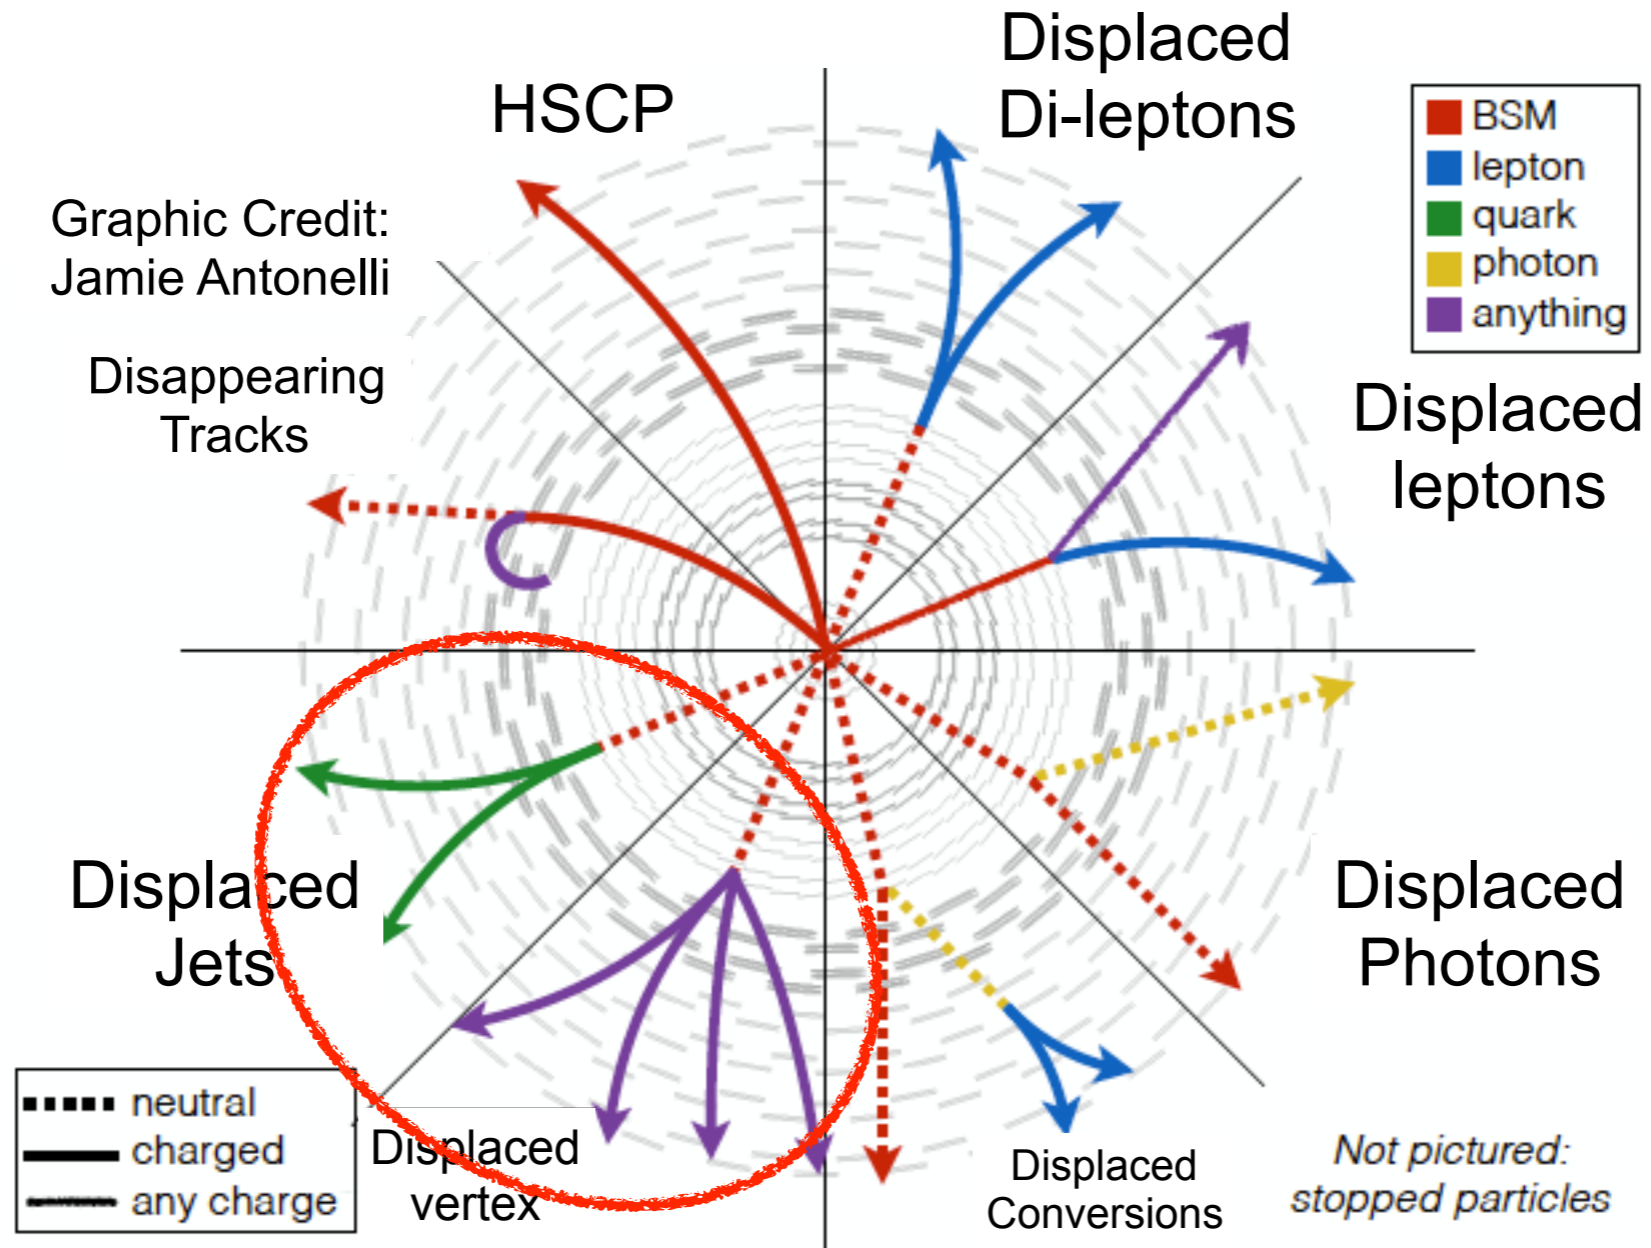 Displaced
Di-leptons
HSCP
BSM
lepton
quark
photon
anything
Graphic Credit:
Jamie Antonelli
Disappearing
Tracks
Displaced
leptons
Displaced
Jets
Displaced
Photons
neutral
charged
any charge
Displaced
vertex
Displaced
Conversions
Not pictured:
stopped particles